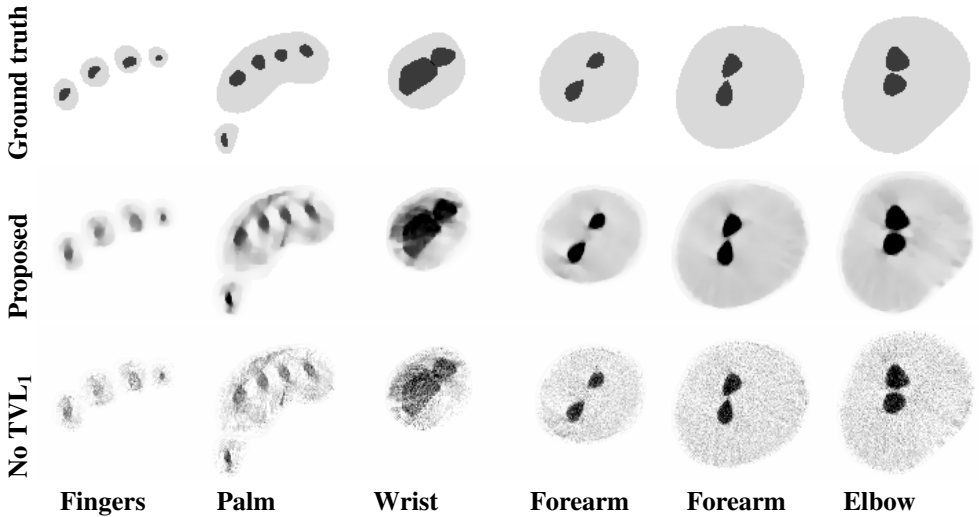 Ground truth
Proposed
No TVL₁
Fingers Palm Wrist Forearm Forearm Elbow